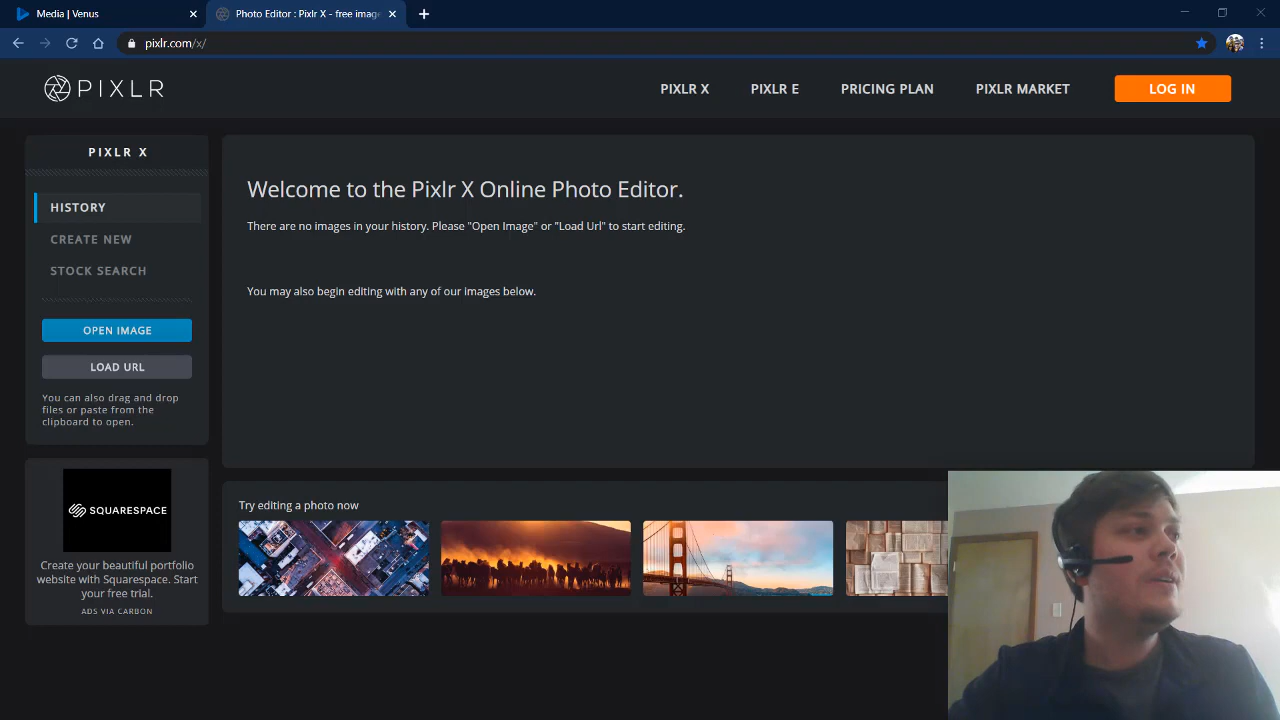 Media | Venus
Photo Editor : Pixlr X - free imag
pixlr.com/x/
PIXLR
PIXLR X
PIXLR E
PRICING PLAN
PIXLR MARKET
LOG IN
PIXLR X
HISTORY
CREATE NEW
STOCK SEARCH
OPEN IMAGE
LOAD URL
You can also drag and drop
files or paste from the
clipboard to open.
SQUARESPACE
Create your beautiful portfolio
website with Squarespace. Start
your free trial.
ADS VIA CARBON
Welcome to the Pixlr X Online Photo Editor.
There are no images in your history. Please "Open Image" or "Load Url" to start editing.
You may also begin editing with any of our images below.
Try editing a photo now